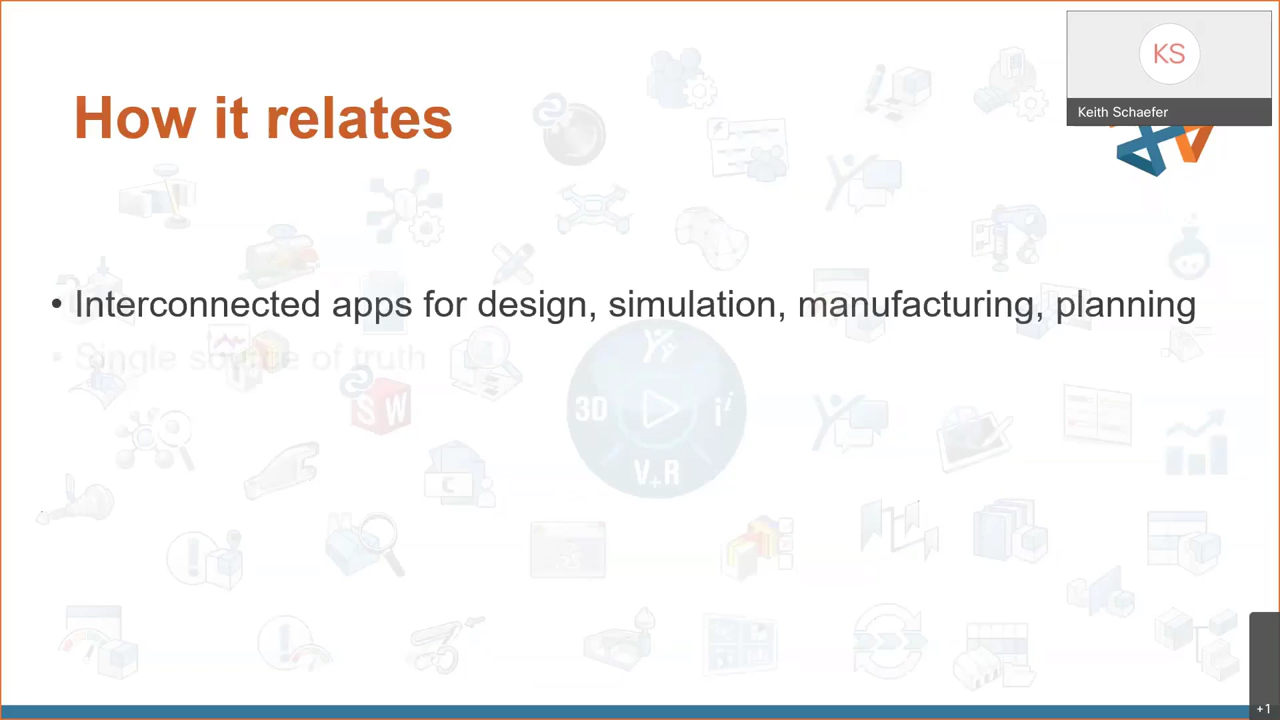 KS
Keith Schaefer
How it relates
• Interconnected apps for design, simulation, manufacturing, planning
• Single source of truth
SW
3D
V+R
+1